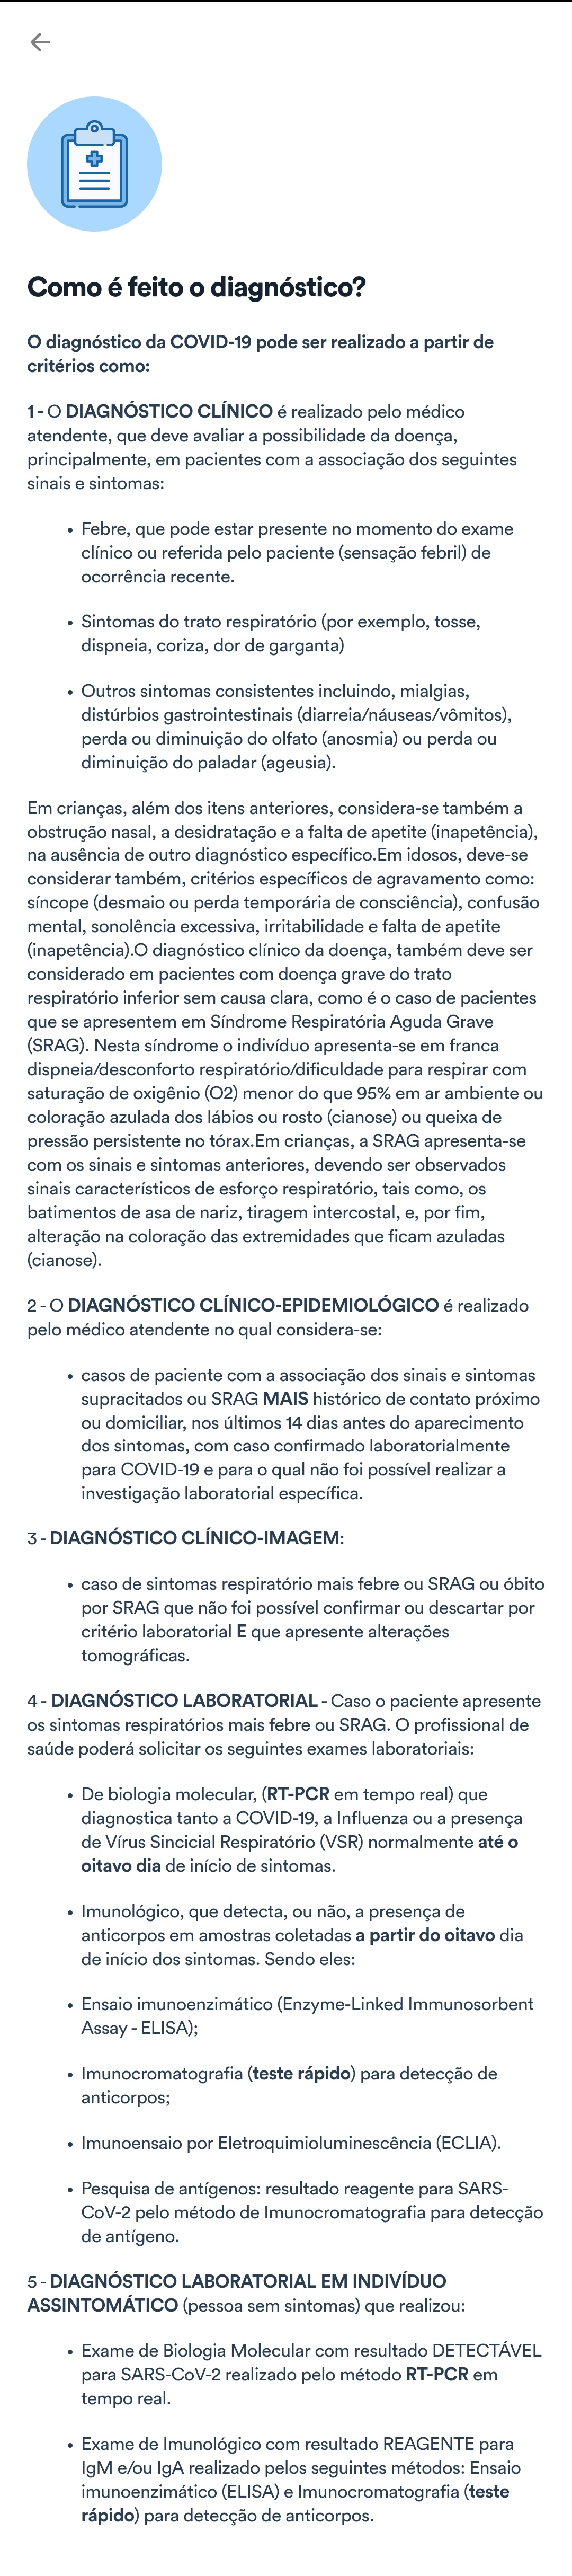 Como é feito o diagnóstico?
O diagnóstico da COVID-19 pode ser realizado a partir de
critérios como:
1 - O DIAGNÓSTICO CLÍNICO é realizado pelo médico
atendente, que deve avaliar a possibilidade da doença,
principalmente, em pacientes com a associação dos seguintes
sinais e sintomas:
• Febre, que pode estar presente no momento do exame
clínico ou referida pelo paciente (sensação febril) de
ocorrência recente.
• Sintomas do trato respiratório (por exemplo, tosse,
dispneia, coriza, dor de garganta)
• Outros sintomas consistentes incluindo, mialgias,
distúrbios gastrointestinais (diarreia/náuseas/vômitos),
perda ou diminuição do olfato (anosmia) ou perda ou
diminuição do paladar (ageusia).
Em crianças, além dos itens anteriores, considera-se também a
obstrução nasal, a desidratação e a falta de apetite (inapetência),
na ausência de outro diagnóstico específico.Em idosos, deve-se
considerar também, critérios específicos de agravamento como:
síncope (desmaio ou perda temporária de consciência), confusão
mental, sonolência excessiva, irritabilidade e falta de apetite
(inapetência).O diagnóstico clínico da doença, também deve ser
considerado em pacientes com doença grave do trato
respiratório inferior sem causa clara, como é o caso de pacientes
que se apresentem em Síndrome Respiratória Aguda Grave
(SRAG). Nesta síndrome o indivíduo apresenta-se em franca
dispneia/desconforto respiratório/dificuldade para respirar com
saturação de oxigênio (O2) menor do que 95% em ar ambiente ou
coloração azulada dos lábios ou rosto (cianose) ou queixa de
pressão persistente no tórax.Em crianças, a SRAG apresenta-se
com os sinais e sintomas anteriores, devendo ser observados
sinais característicos de esforço respiratório, tais como, os
batimentos de asa de nariz, tiragem intercostal, e, por fim,
alteração na coloração das extremidades que ficam azuladas
(cianose).
2 - O DIAGNÓSTICO CLÍNICO-EPIDEMIOLÓGICO é realizado
pelo médico atendente no qual considera-se:
• casos de paciente com a associação dos sinais e sintomas
supracitados ou SRAG MAIS histórico de contato próximo
ou domiciliar, nos últimos 14 dias antes do aparecimento
dos sintomas, com caso confirmado laboratorialmente
para COVID-19 e para o qual não foi possível realizar a
investigação laboratorial específica.
3 - DIAGNÓSTICO CLÍNICO-IMAGEM:
• caso de sintomas respiratório mais febre ou SRAG ou óbito
por SRAG que não foi possível confirmar ou descartar por
critério laboratorial E que apresente alterações
tomográficas.
4 - DIAGNÓSTICO LABORATORIAL - Caso o paciente apresente
os sintomas respiratórios mais febre ou SRAG. O profissional de
saúde poderá solicitar os seguintes exames laboratoriais:
• De biologia molecular, (RT-PCR em tempo real) que
diagnostica tanto a COVID-19, a Influenza ou a presença
de Vírus Sincicial Respiratório (VSR) normalmente até o
oitavo dia de início de sintomas.
• Imunológico, que detecta, ou não, a presença de
anticorpos em amostras coletadas a partir do oitavo dia
de início dos sintomas. Sendo eles:
• Ensaio imunoenzimático (Enzyme-Linked Immunosorbent
Assay - ELISA);
• Imunocromatografia (teste rápido) para detecção de
anticorpos;
• Imunoensaio por Eletroquimioluminescência (ECLIA).
• Pesquisa de antígenos: resultado reagente para SARS-
CoV-2 pelo método de Imunocromatografia para detecção
de antígeno.
5 - DIAGNÓSTICO LABORATORIAL EM INDIVÍDUO
ASSINTOMÁTICO (pessoa sem sintomas) que realizou:
• Exame de Biologia Molecular com resultado DETECTÁVEL
para SARS-CoV-2 realizado pelo método RT-PCR em
tempo real.
• Exame de Imunológico com resultado REAGENTE para
IgM e/ou IgA realizado pelos seguintes métodos: Ensaio
imunoenzimático (ELISA) e Imunocromatografia (teste
rápido) para detecção de anticorpos.